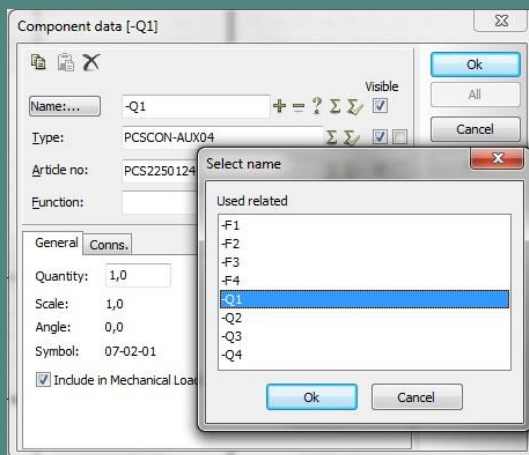 Component data [-Q1]
Ok
All
Cancel
Visible
Name:...
-Q1
+ - ? Σ Σ
Type:
PCSCON-AUX04
Σ Σ
Article no:
PCS2250124
Function:
General
Conns.
Quantity:
1,0
Scale:
1,0
Angle:
0,0
Symbol:
07-02-01
Include in Mechanical Load
Select name
Used related
-F1
-F2
-F3
-F4
-Q1
-Q2
-Q3
-Q4
Ok
Cancel